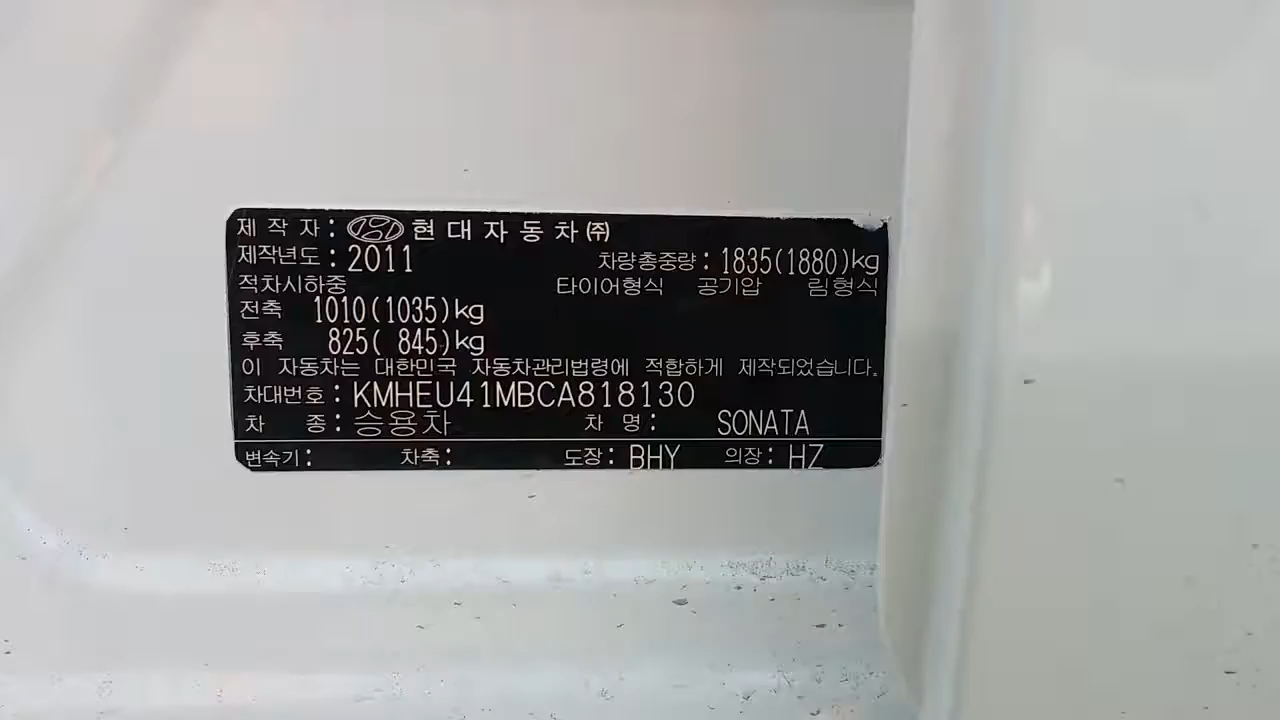 제 작 자 : 현대자동차㈜
제작년도 : 2011 차량총중량 : 1835(1880)kg
적차시하중 타이어형식 공기압 림형식
전축 1010(1035)kg
후축 825( 845)kg
이 자동차는 대한민국 자동차관리법령에 적합하게 제작되었습니다.
차대번호 : KMHEU41MBCA818130
차 종 : 승용차 차 명 : SONATA
변속기 : 차축 : 도장 : BHY 의장 : HZ